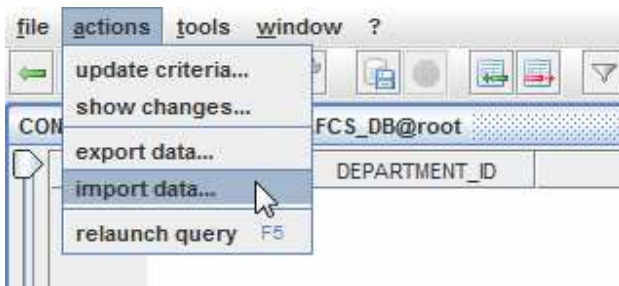 file actions tools window ?
update criteria...
show changes...
CON FCS_DB@root
export data...
DEPARTMENT_ID
import data...
relaunch query F5